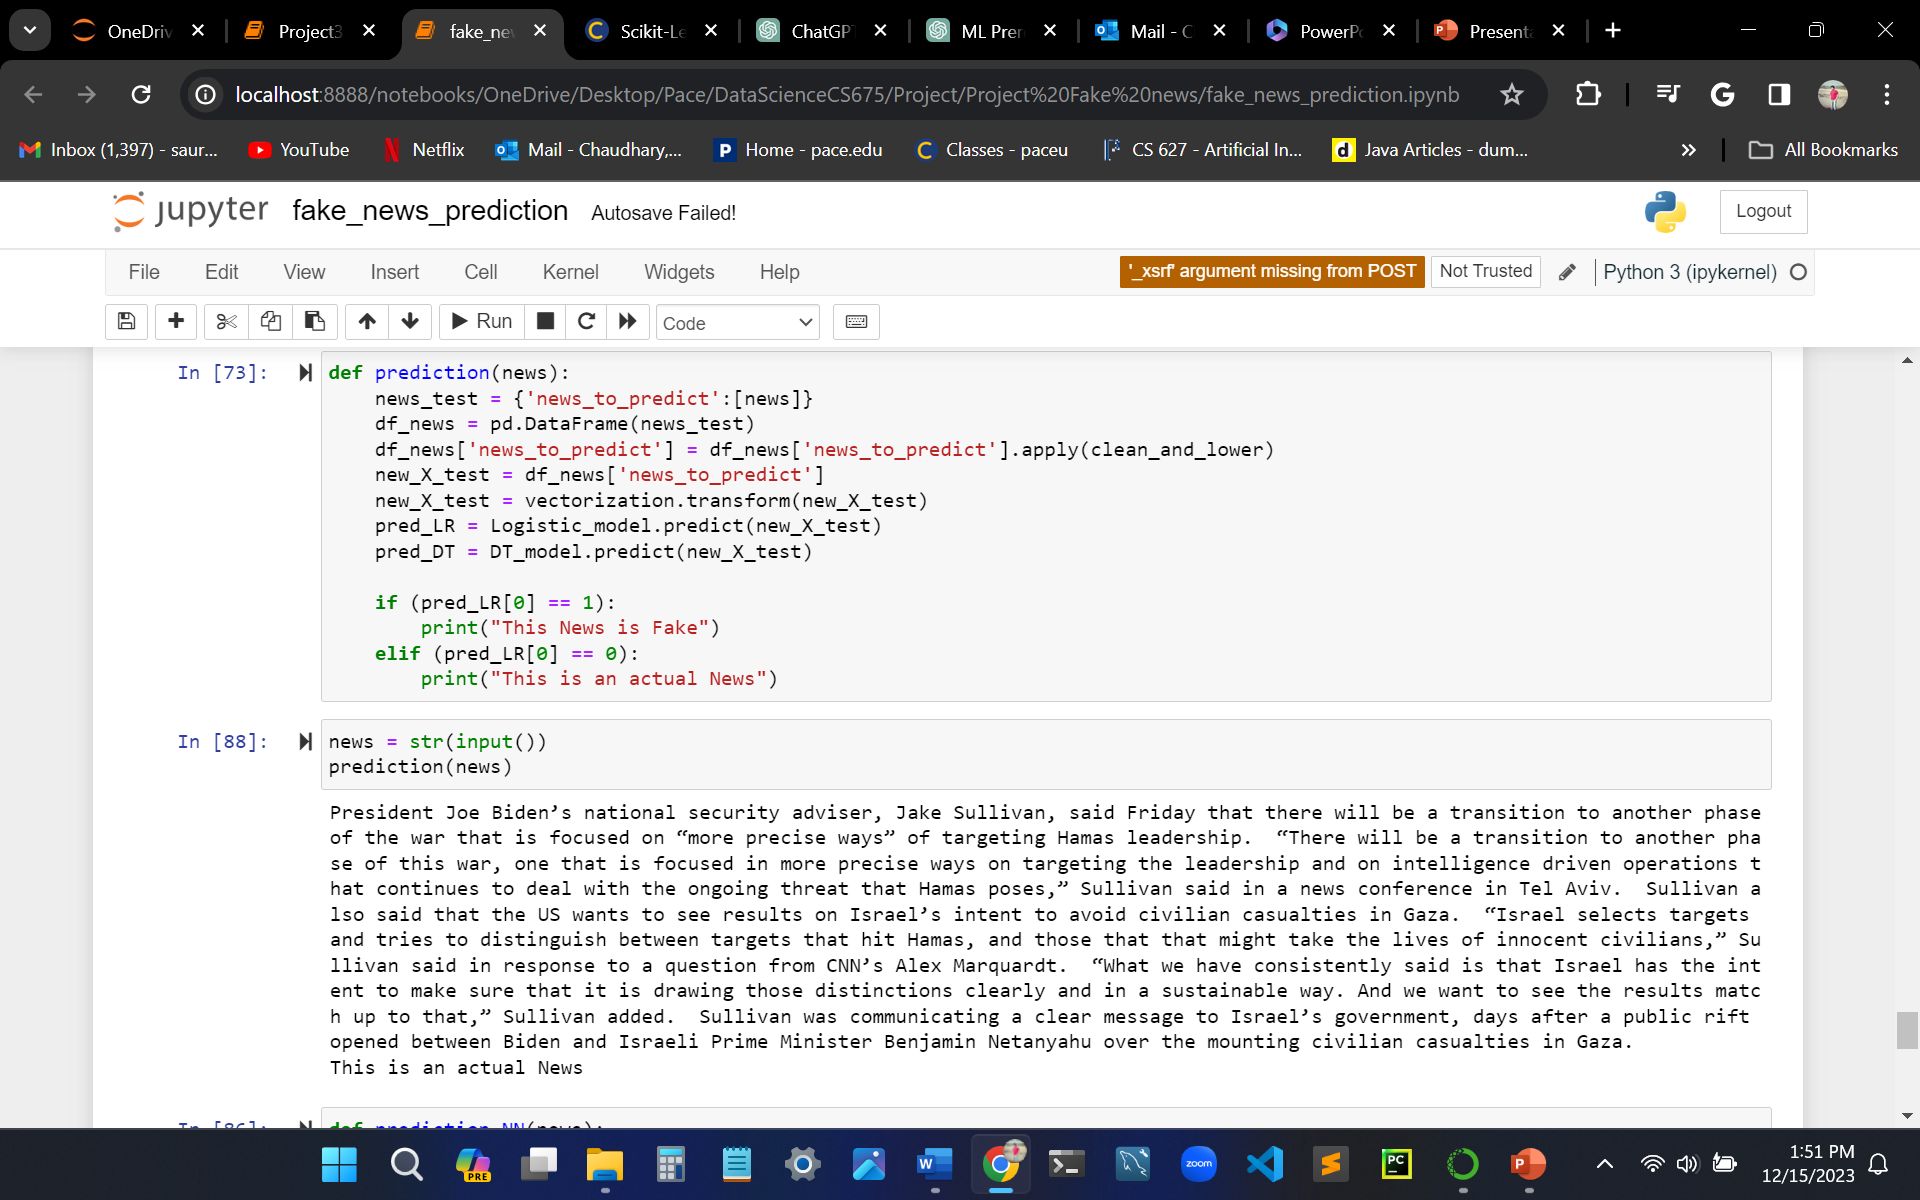 OneDriv
Project3
fake_nev
Scikit-Le
ChatGP
ML Prer
Mail - C
PowerPo
Presenta
localhost:8888/notebooks/OneDrive/Desktop/Pace/DataScienceCS675/Project/Project%20Fake%20news/fake_news_prediction.ipynb
Inbox (1,397) - saur...
YouTube
Netflix
Mail - Chaudhary,...
Home - pace.edu
Classes - paceu
CS 627 - Artificial In...
Java Articles - dum...
All Bookmarks
jupyter fake_news_prediction Autosave Failed!
Logout
File Edit View Insert Cell Kernel Widgets Help
'_xsrf' argument missing from POST
Not Trusted
Python 3 (ipykernel)
Run
Code
In [73]:
def prediction(news):
    news_test = {'news_to_predict':[news]}
    df_news = pd.DataFrame(news_test)
    df_news['news_to_predict'] = df_news['news_to_predict'].apply(clean_and_lower)
    new_X_test = df_news['news_to_predict']
    new_X_test = vectorization.transform(new_X_test)
    pred_LR = Logistic_model.predict(new_X_test)
    pred_DT = DT_model.predict(new_X_test)
    if (pred_LR[0] == 1):
        print("This News is Fake")
    elif (pred_LR[0] == 0):
        print("This is an actual News")
In [88]:
news = str(input())
prediction(news)
President Joe Biden’s national security adviser, Jake Sullivan, said Friday that there will be a transition to another phase
of the war that is focused on “more precise ways” of targeting Hamas leadership.  “There will be a transition to another pha
se of this war, one that is focused in more precise ways on targeting the leadership and on intelligence driven operations t
hat continues to deal with the ongoing threat that Hamas poses,” Sullivan said in a news conference in Tel Aviv.  Sullivan a
lso said that the US wants to see results on Israel’s intent to avoid civilian casualties in Gaza.  “Israel selects targets
and tries to distinguish between targets that hit Hamas, and those that that might take the lives of innocent civilians,” Su
llivan said in response to a question from CNN’s Alex Marquardt.  “What we have consistently said is that Israel has the int
ent to make sure that it is drawing those distinctions clearly and in a sustainable way. And we want to see the results matc
h up to that,” Sullivan added.  Sullivan was communicating a clear message to Israel’s government, days after a public rift
opened between Biden and Israeli Prime Minister Benjamin Netanyahu over the mounting civilian casualties in Gaza.
This is an actual News
In [86]:
def prediction_NN(news):
PRE
zoom
PC
1:51 PM
12/15/2023